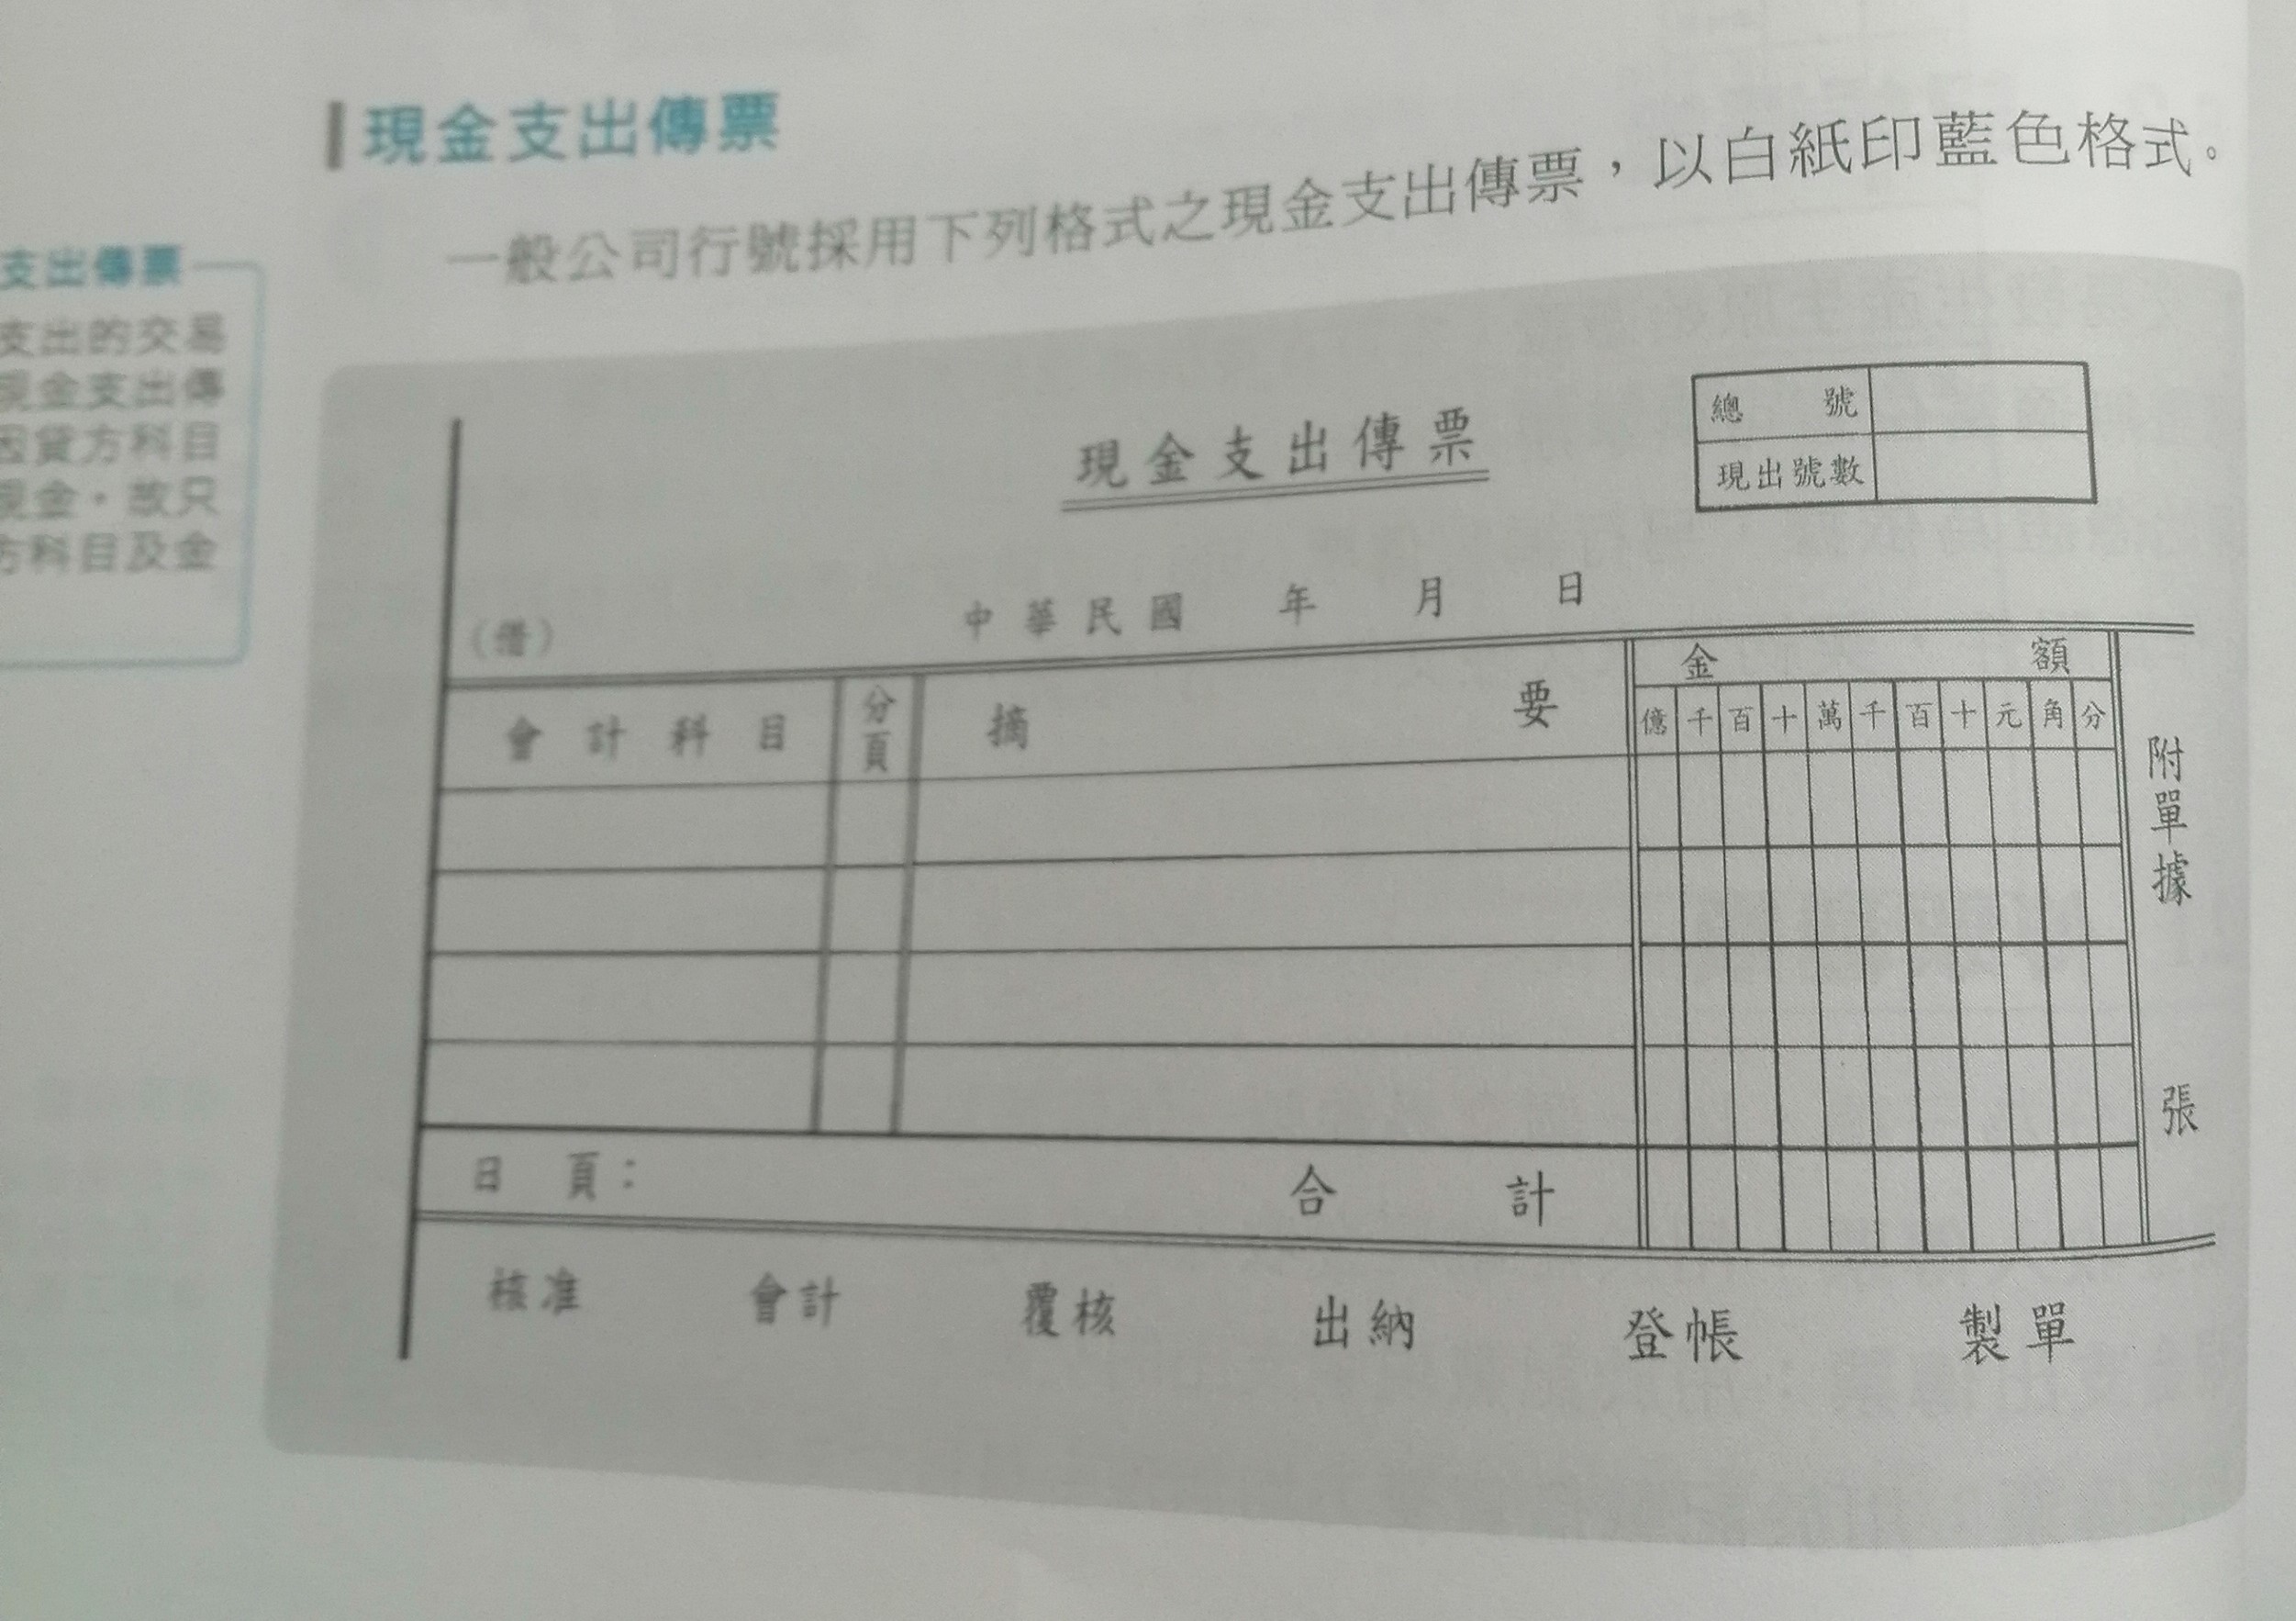 現金支出傳票
一般公司行號採用下列格式之現金支出傳票，以白紙印藍色格式。
支出傳票
支出的交易
現金支出傳
因貸方科目
現金，故只
方科目及金
現金支出傳票
總號
現出號數
中華民國 年 月 日
（借）
會計科目 分頁 摘要 金額
億千百十萬千百十元角分
附單據 張
日頁： 合計
核准 會計 覆核 出納 登帳 製單